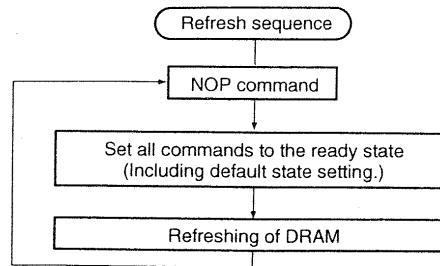 Refresh sequence
NOP command
Set all commands to the ready state
(Including default state setting.)
Refreshing of DRAM